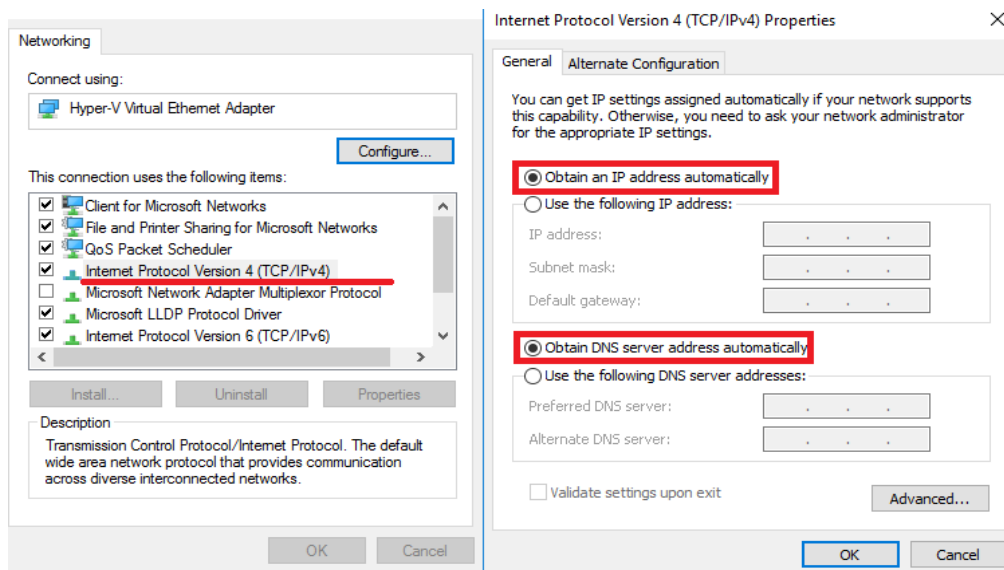 Networking
Connect using:
Hyper-V Virtual Ethernet Adapter
Configure...
This connection uses the following items:
Client for Microsoft Networks
File and Printer Sharing for Microsoft Networks
QoS Packet Scheduler
Internet Protocol Version 4 (TCP/IPv4)
Microsoft Network Adapter Multiplexor Protocol
Microsoft LLDP Protocol Driver
Internet Protocol Version 6 (TCP/IPv6)
Install...
Uninstall
Properties
Description
Transmission Control Protocol/Internet Protocol. The default
wide area network protocol that provides communication
across diverse interconnected networks.
OK
Cancel
Internet Protocol Version 4 (TCP/IPv4) Properties
General
Alternate Configuration
You can get IP settings assigned automatically if your network supports
this capability. Otherwise, you need to ask your network administrator
for the appropriate IP settings.
Obtain an IP address automatically
Use the following IP address:
IP address:
Subnet mask:
Default gateway:
Obtain DNS server address automatically
Use the following DNS server addresses:
Preferred DNS server:
Alternate DNS server:
Validate settings upon exit
Advanced...
OK
Cancel